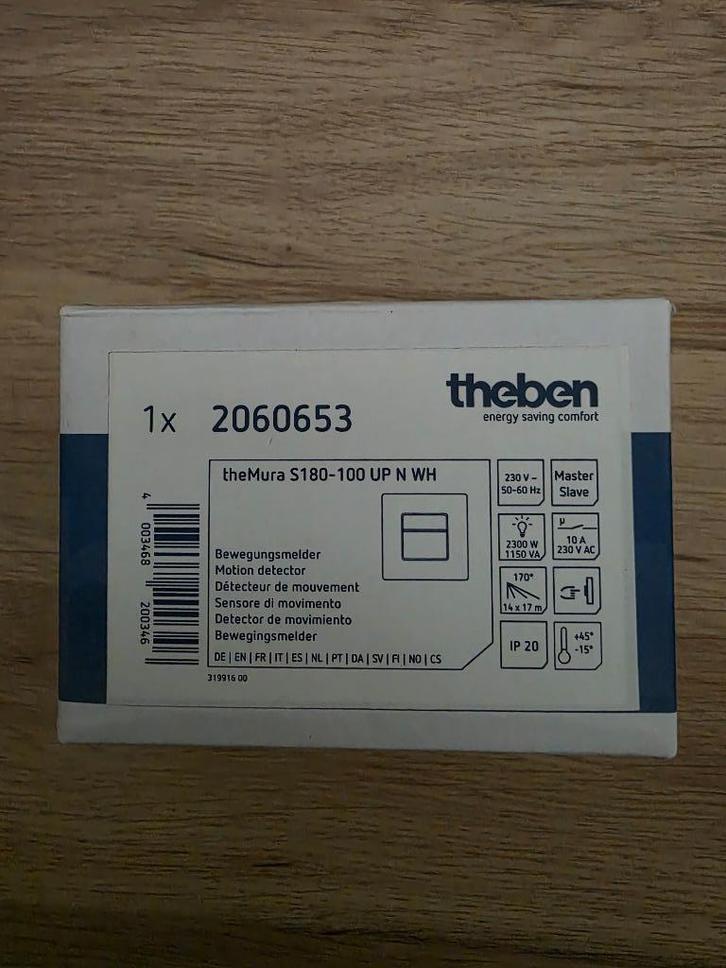 theben
energy saving comfort
1x 2060653
theMura S180-100 UP N WH
Bewegungsmelder
Motion detector
Détecteur de mouvement
Sensore di movimento
Detector de movimiento
Bewegingsmelder
DE | EN | FR | IT | ES | NL | PT | DA | SV | FI | NO | CS
319916 00
4 003468 200346
230 V ~
50-60 Hz
Master
Slave
2300 W
1150 VA
µ
10 A
230 V AC
170°
14 x 17 m
IP 20
+45°
-15°